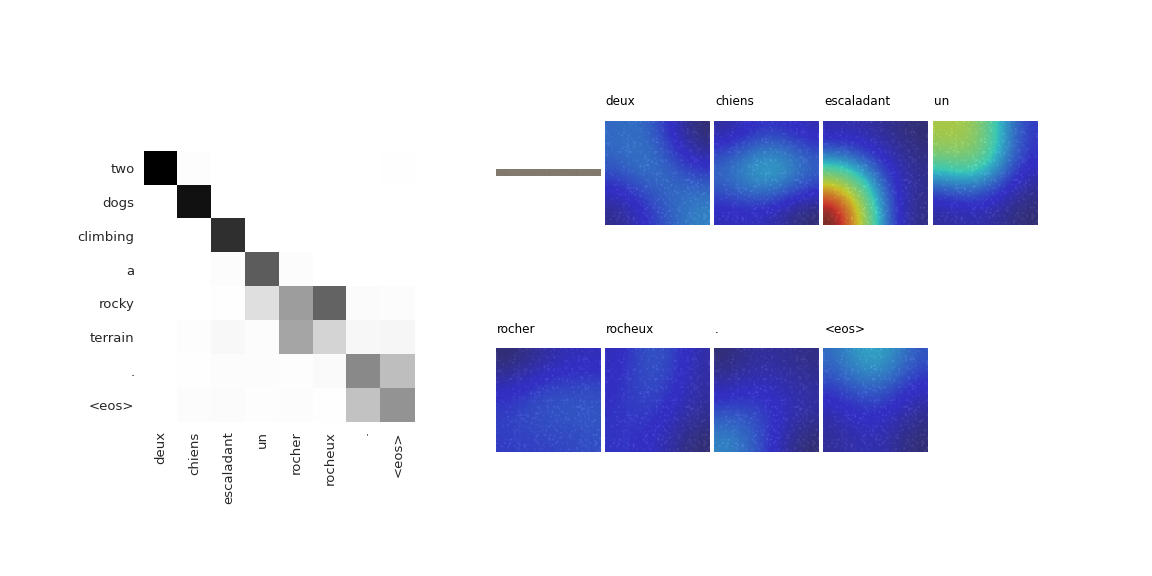 two
dogs
climbing
a
rocky
terrain
.
<eos>
deux
chiens
escaladant
un
rocher
rocheux
.
<eos>
deux
chiens
escaladant
un
rocher
rocheux
.
<eos>